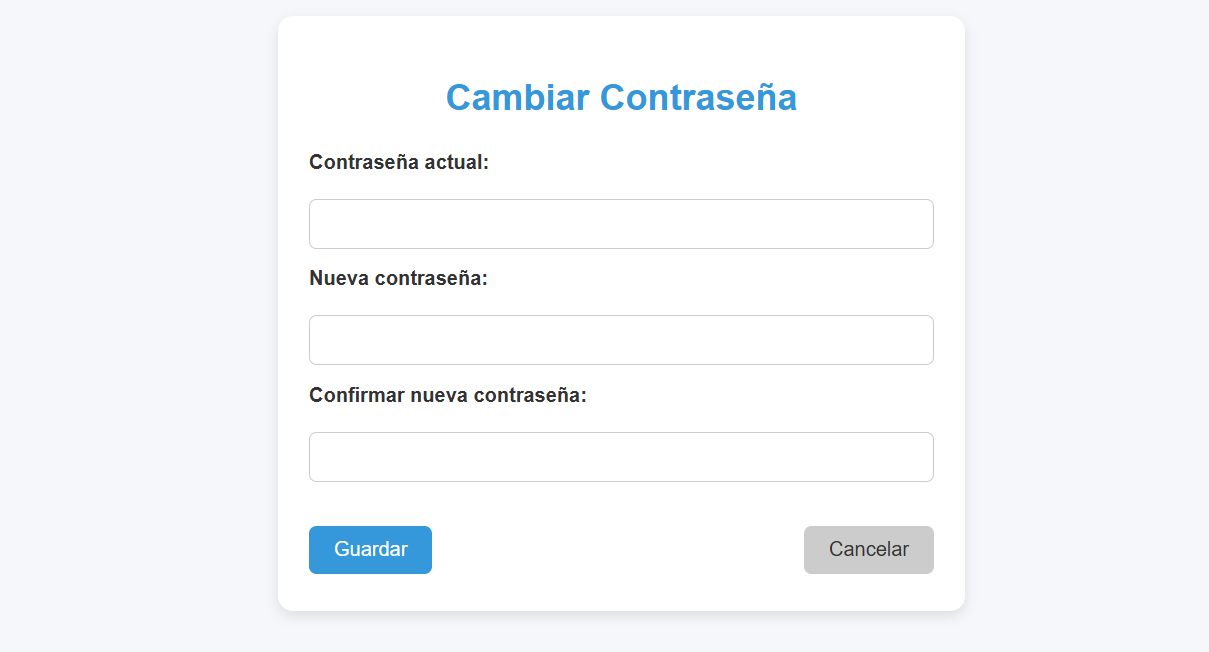 Cambiar Contraseña
Contraseña actual:
Nueva contraseña:
Confirmar nueva contraseña:
Guardar
Cancelar